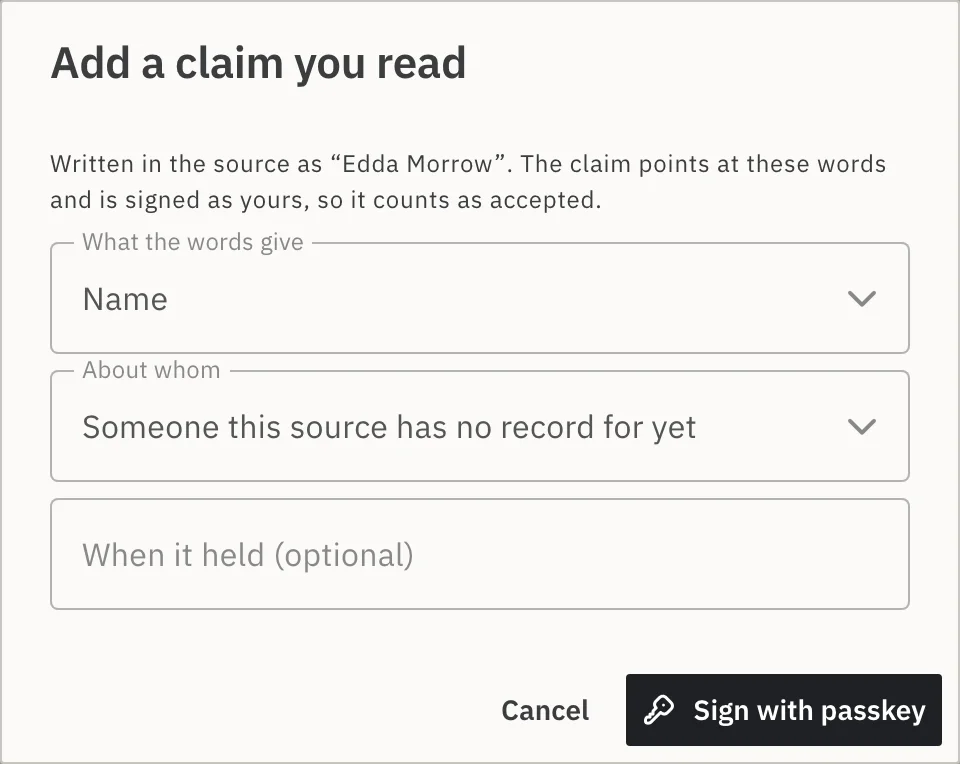 Add a claim you read
Written in the source as “Edda Morrow”. The claim points at these words
and is signed as yours, so it counts as accepted.
What the words give
Name
About whom
Someone this source has no record for yet
When it held (optional)
Cancel
Sign with passkey